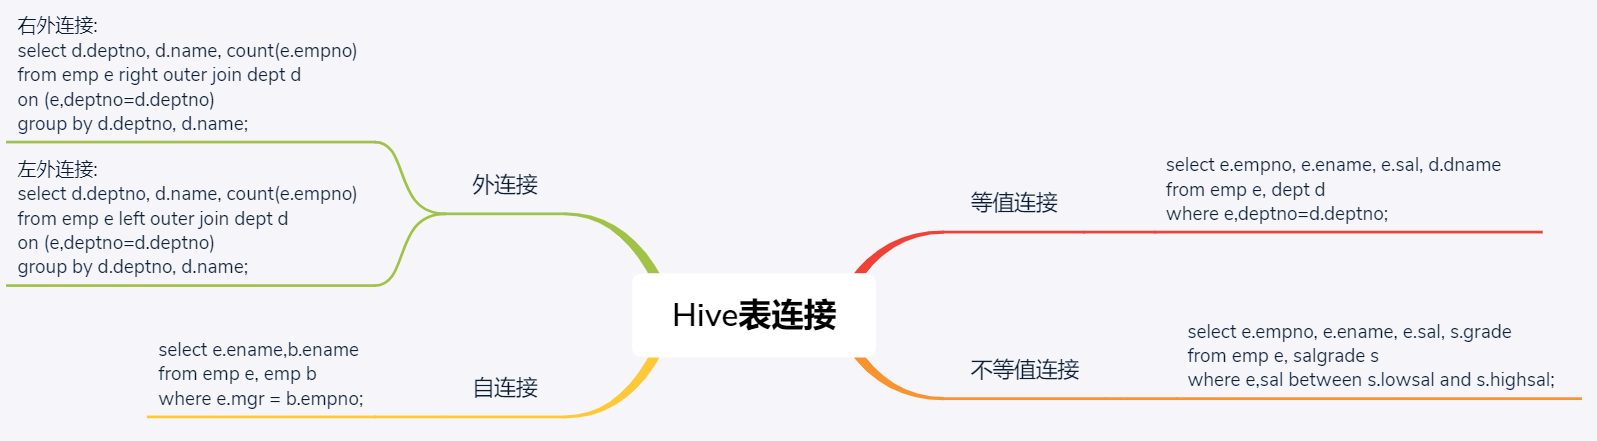 Hive表连接
外连接
右外连接:
select d.deptno, d.name, count(e.empno)
from emp e right outer join dept d
on (e,deptno=d.deptno)
group by d.deptno, d.name;
左外连接:
select d.deptno, d.name, count(e.empno)
from emp e left outer join dept d
on (e,deptno=d.deptno)
group by d.deptno, d.name;
自连接
select e.ename,b.ename
from emp e, emp b
where e.mgr = b.empno;
等值连接
select e.empno, e.ename, e.sal, d.dname
from emp e, dept d
where e,deptno=d.deptno;
不等值连接
select e.empno, e.ename, e.sal, s.grade
from emp e, salgrade s
where e,sal between s.lowsal and s.highsal;